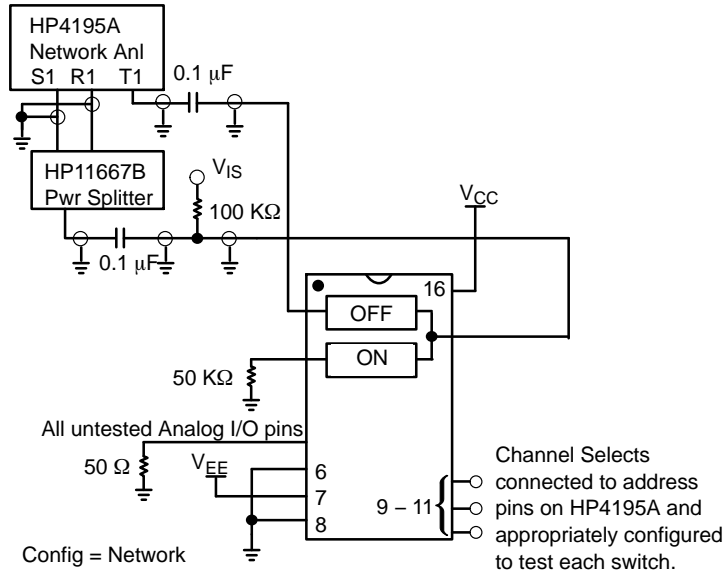 HP4195A
Network Anl
S1 R1 T1
0.1 μF
HP11667B
Pwr Splitter
VIS
100 KΩ
VCC
0.1 μF
16
OFF
ON
50 KΩ
All untested Analog I/O pins
50 Ω
VEE
6
7
8
9 – 11
Channel Selects
connected to address
pins on HP4195A and
appropriately configured
to test each switch.
Config = Network